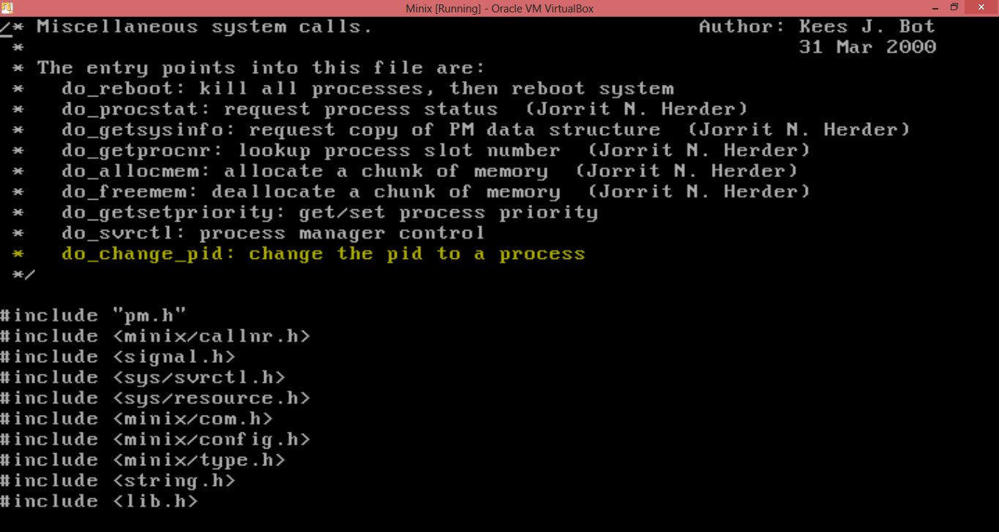 Minix [Running] - Oracle VM VirtualBox
/* Miscellaneous system calls.                          Author: Kees J. Bot
 *                                                              31 Mar 2000
 * The entry points into this file are:
 *   do_reboot: kill all processes, then reboot system
 *   do_procstat: request process status  (Jorrit N. Herder)
 *   do_getsysinfo: request copy of PM data structure  (Jorrit N. Herder)
 *   do_getprocnr: lookup process slot number  (Jorrit N. Herder)
 *   do_allocmem: allocate a chunk of memory  (Jorrit N. Herder)
 *   do_freemem: deallocate a chunk of memory  (Jorrit N. Herder)
 *   do_getsetpriority: get/set process priority
 *   do_svrctl: process manager control
 *   do_change_pid: change the pid to a process
 */
#include "pm.h"
#include <minix/callnr.h>
#include <signal.h>
#include <sys/svrctl.h>
#include <sys/resource.h>
#include <minix/com.h>
#include <minix/config.h>
#include <minix/type.h>
#include <string.h>
#include <lib.h>